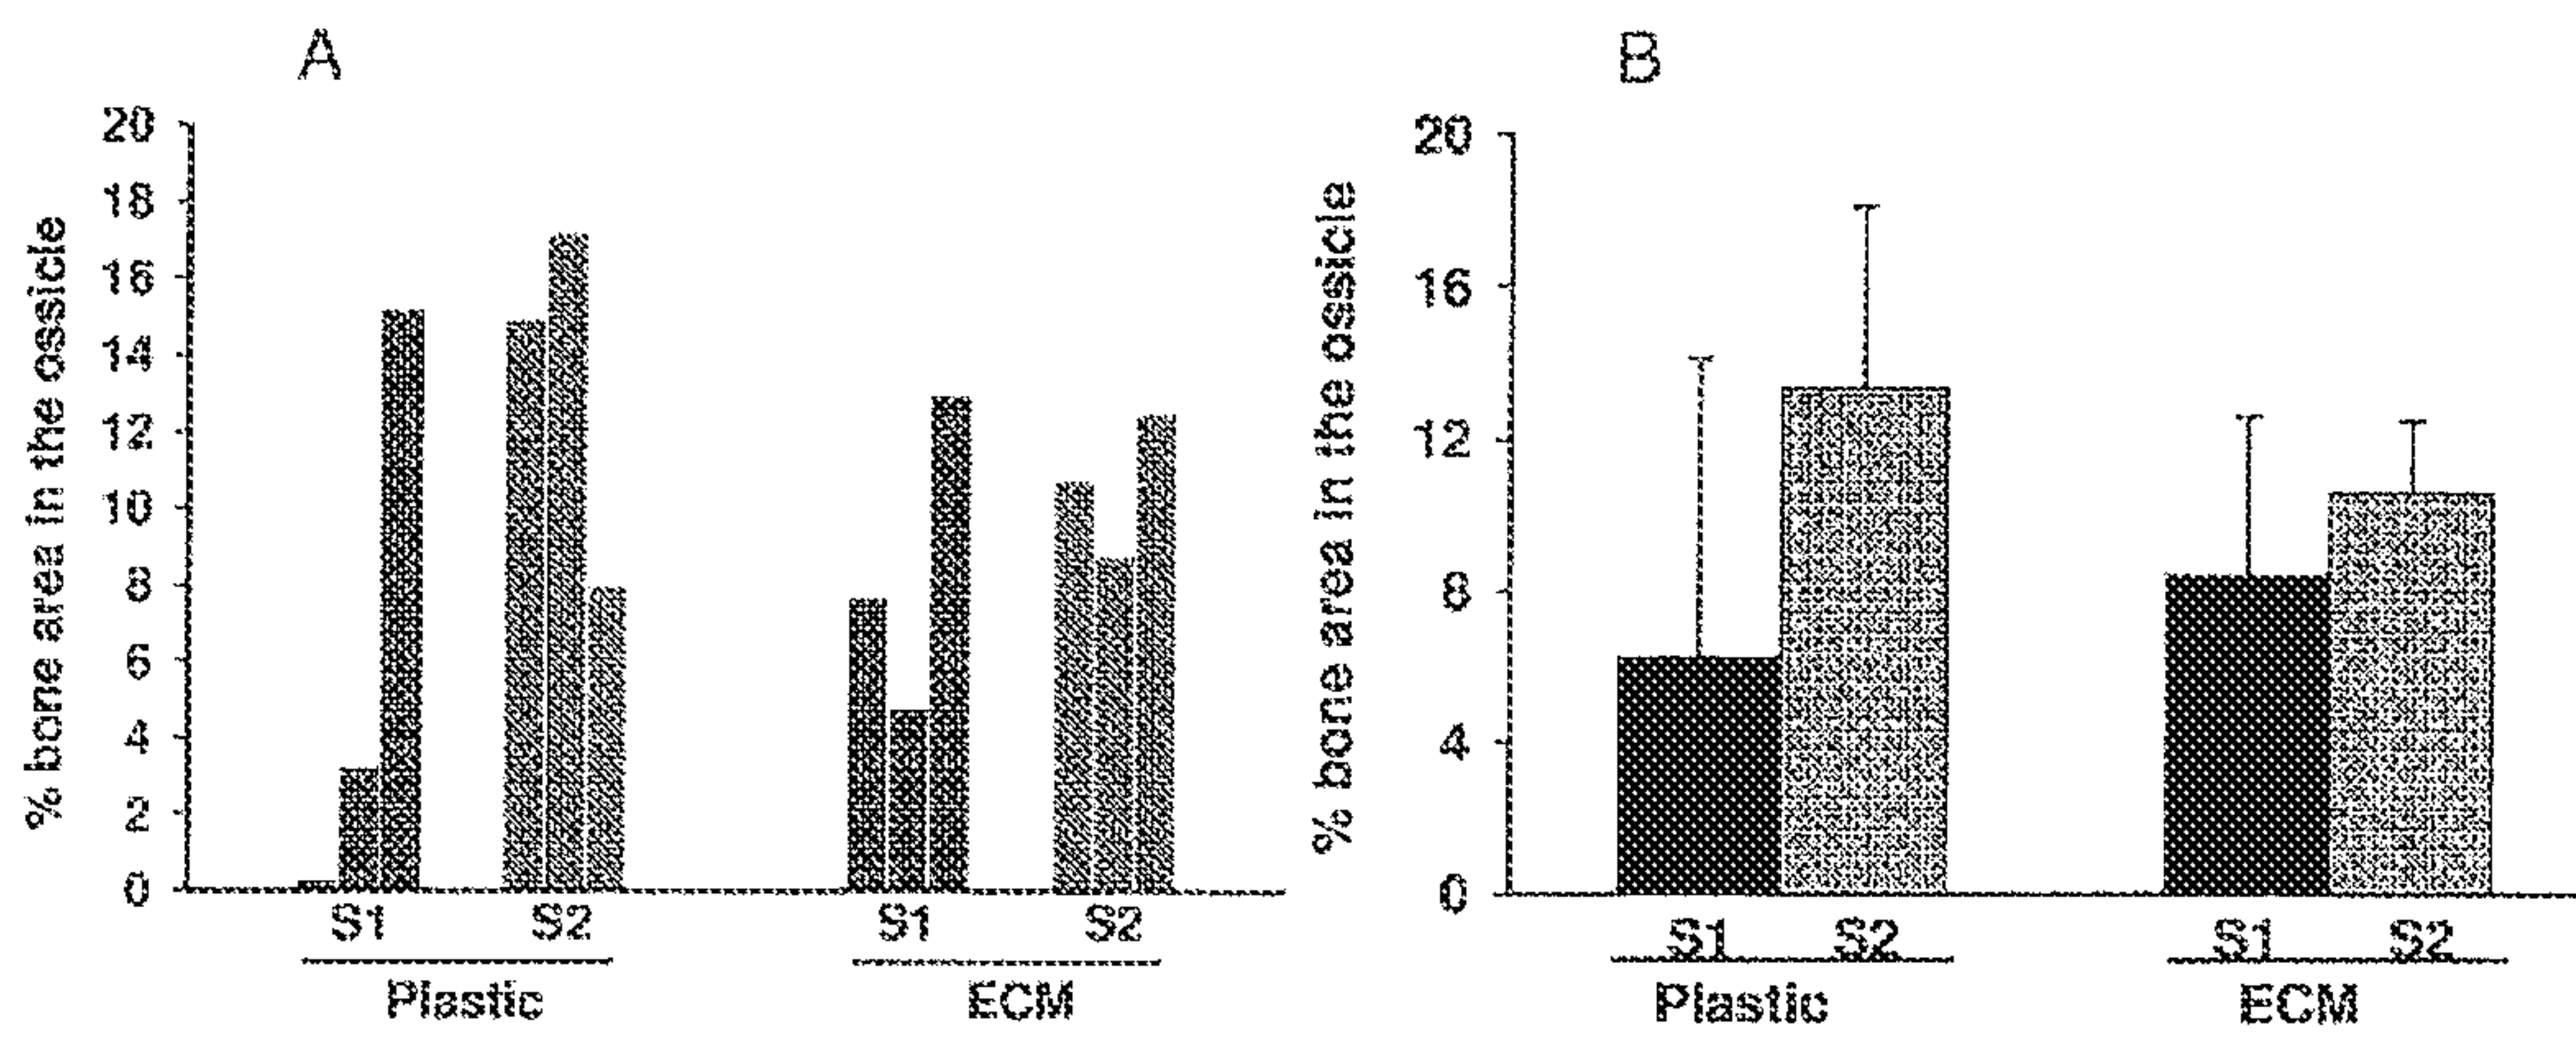 A
% bone area in the ossicle
20
18
16
14
12
10
8
6
4
2
0
S1 S2 S1 S2
Plastic ECM
B
% bone area in the ossicle
20
16
12
8
4
0
S1 S2 S1 S2
Plastic ECM